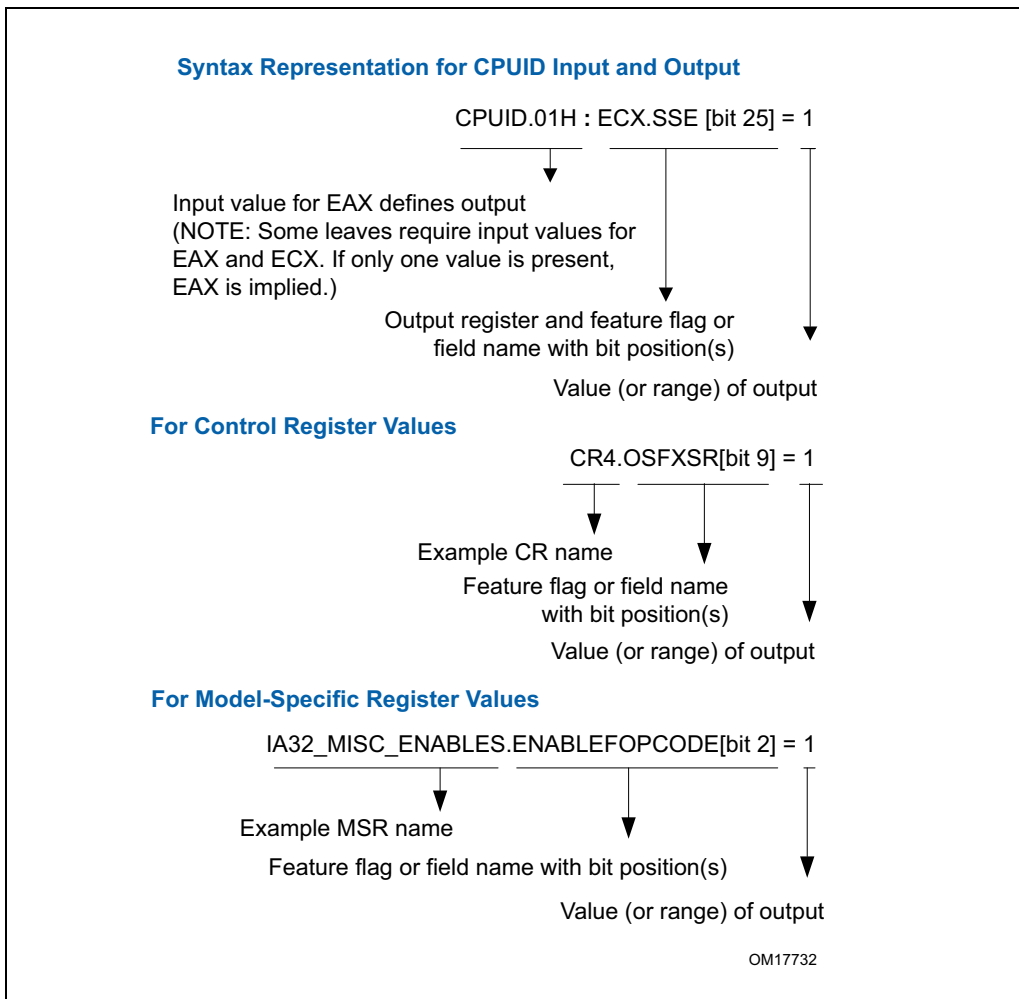 Syntax Representation for CPUID Input and Output
CPUID.01H : ECX.SSE [bit 25] = 1
Input value for EAX defines output
(NOTE: Some leaves require input values for
EAX and ECX. If only one value is present,
EAX is implied.)
Output register and feature flag or
field name with bit position(s)
Value (or range) of output
For Control Register Values
CR4.OSFXSR[bit 9] = 1
Example CR name
Feature flag or field name
with bit position(s)
Value (or range) of output
For Model-Specific Register Values
IA32_MISC_ENABLES.ENABLEFOPCODE[bit 2] = 1
Example MSR name
Feature flag or field name with bit position(s)
Value (or range) of output
OM17732